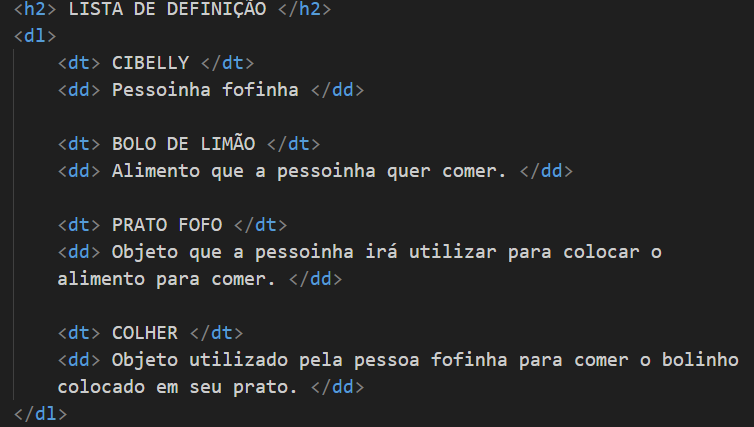 <h2> LISTA DE DEFINIÇÃO </h2>
<dl>
<dt> CIBELLY </dt>
<dd> Pessoinha fofinha </dd>
<dt> BOLO DE LIMÃO </dt>
<dd> Alimento que a pessoinha quer comer. </dd>
<dt> PRATO FOFO </dt>
<dd> Objeto que a pessoinha irá utilizar para colocar o
alimento para comer. </dd>
<dt> COLHER </dt>
<dd> Objeto utilizado pela pessoa fofinha para comer o bolinho
colocado em seu prato. </dd>
</dl>